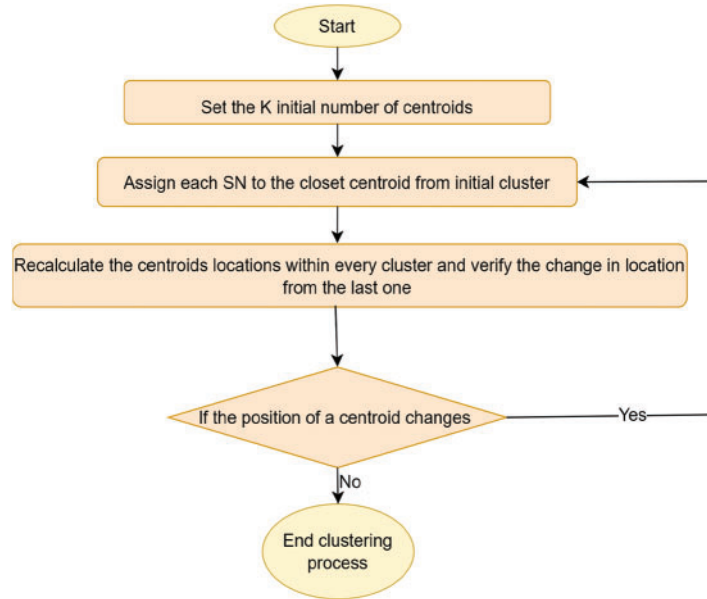 Start
Set the K initial number of centroids
Assign each SN to the closet centroid from initial cluster
Recalculate the centroids locations within every cluster and verify the change in location
from the last one
If the position of a centroid changes
Yes
No
End clustering
process